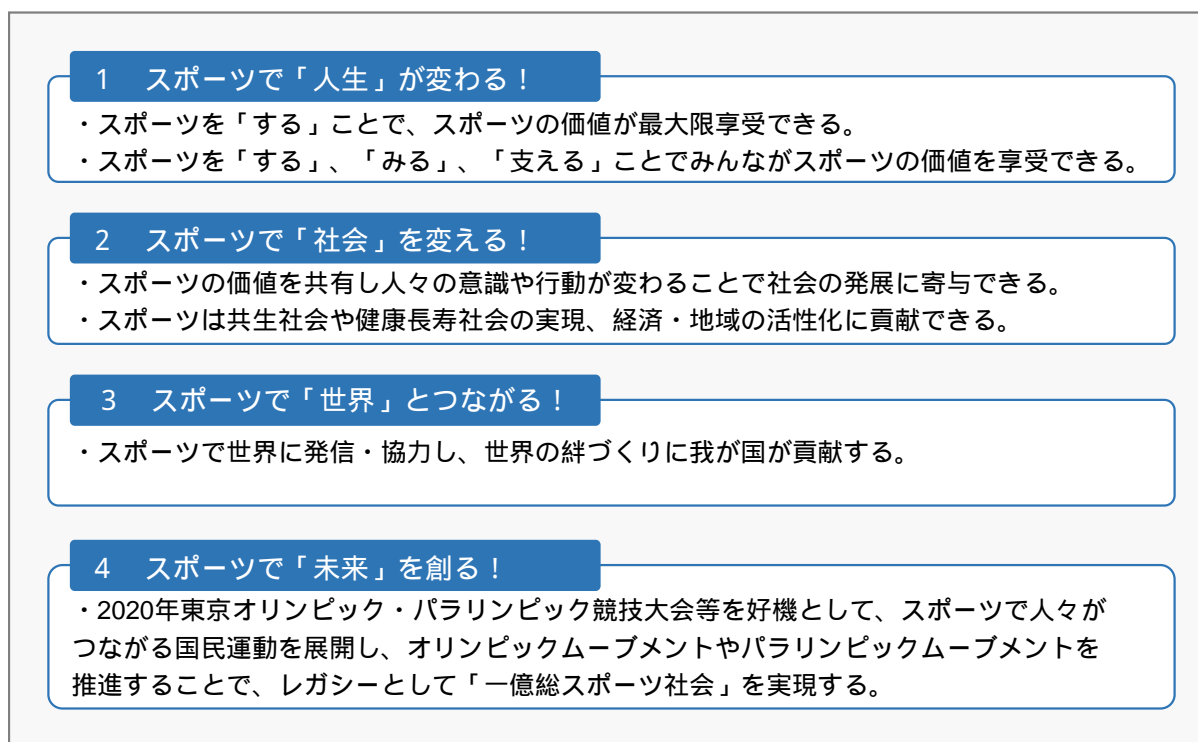 1 スポーツで「人生」が変わる！
・スポーツを「する」ことで、スポーツの価値が最大限享受できる。
・スポーツを「する」、「みる」、「支える」ことでみんながスポーツの価値を享受できる。
2 スポーツで「社会」を変える！
・スポーツの価値を共有し人々の意識や行動が変わることで社会の発展に寄与できる。
・スポーツは共生社会や健康長寿社会の実現、経済・地域の活性化に貢献できる。
3 スポーツで「世界」とつながる！
・スポーツで世界に発信・協力し、世界の絆づくりに我が国が貢献する。
4 スポーツで「未来」を創る！
・2020年東京オリンピック・パラリンピック競技大会等を好機として、スポーツで人々が
つながる国民運動を展開し、オリンピックムーブメントやパラリンピックムーブメントを
推進することで、レガシーとして「一億総スポーツ社会」を実現する。